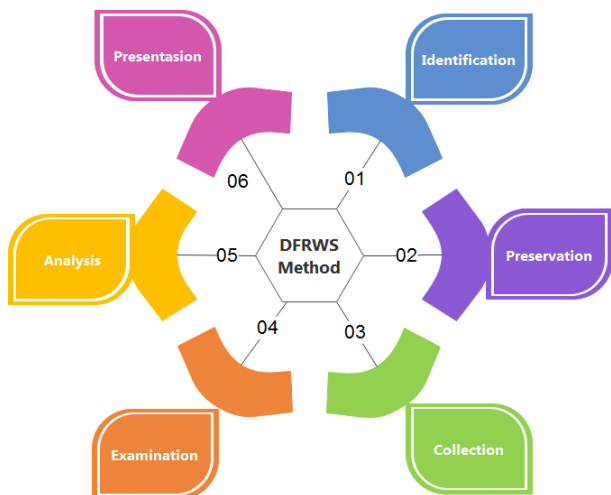 Presentasion
Identification
06
01
DFRWS
Method
Analysis
05
02
Preservation
04
03
Examination
Collection